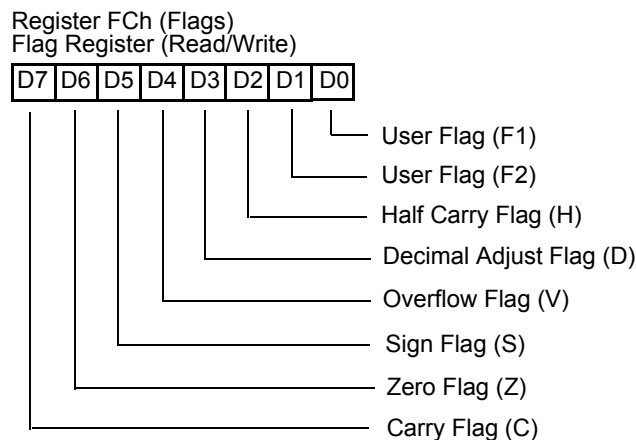 Register FCh (Flags)
Flag Register (Read/Write)
D7 D6 D5 D4 D3 D2 D1 D0
User Flag (F1)
User Flag (F2)
Half Carry Flag (H)
Decimal Adjust Flag (D)
Overflow Flag (V)
Sign Flag (S)
Zero Flag (Z)
Carry Flag (C)